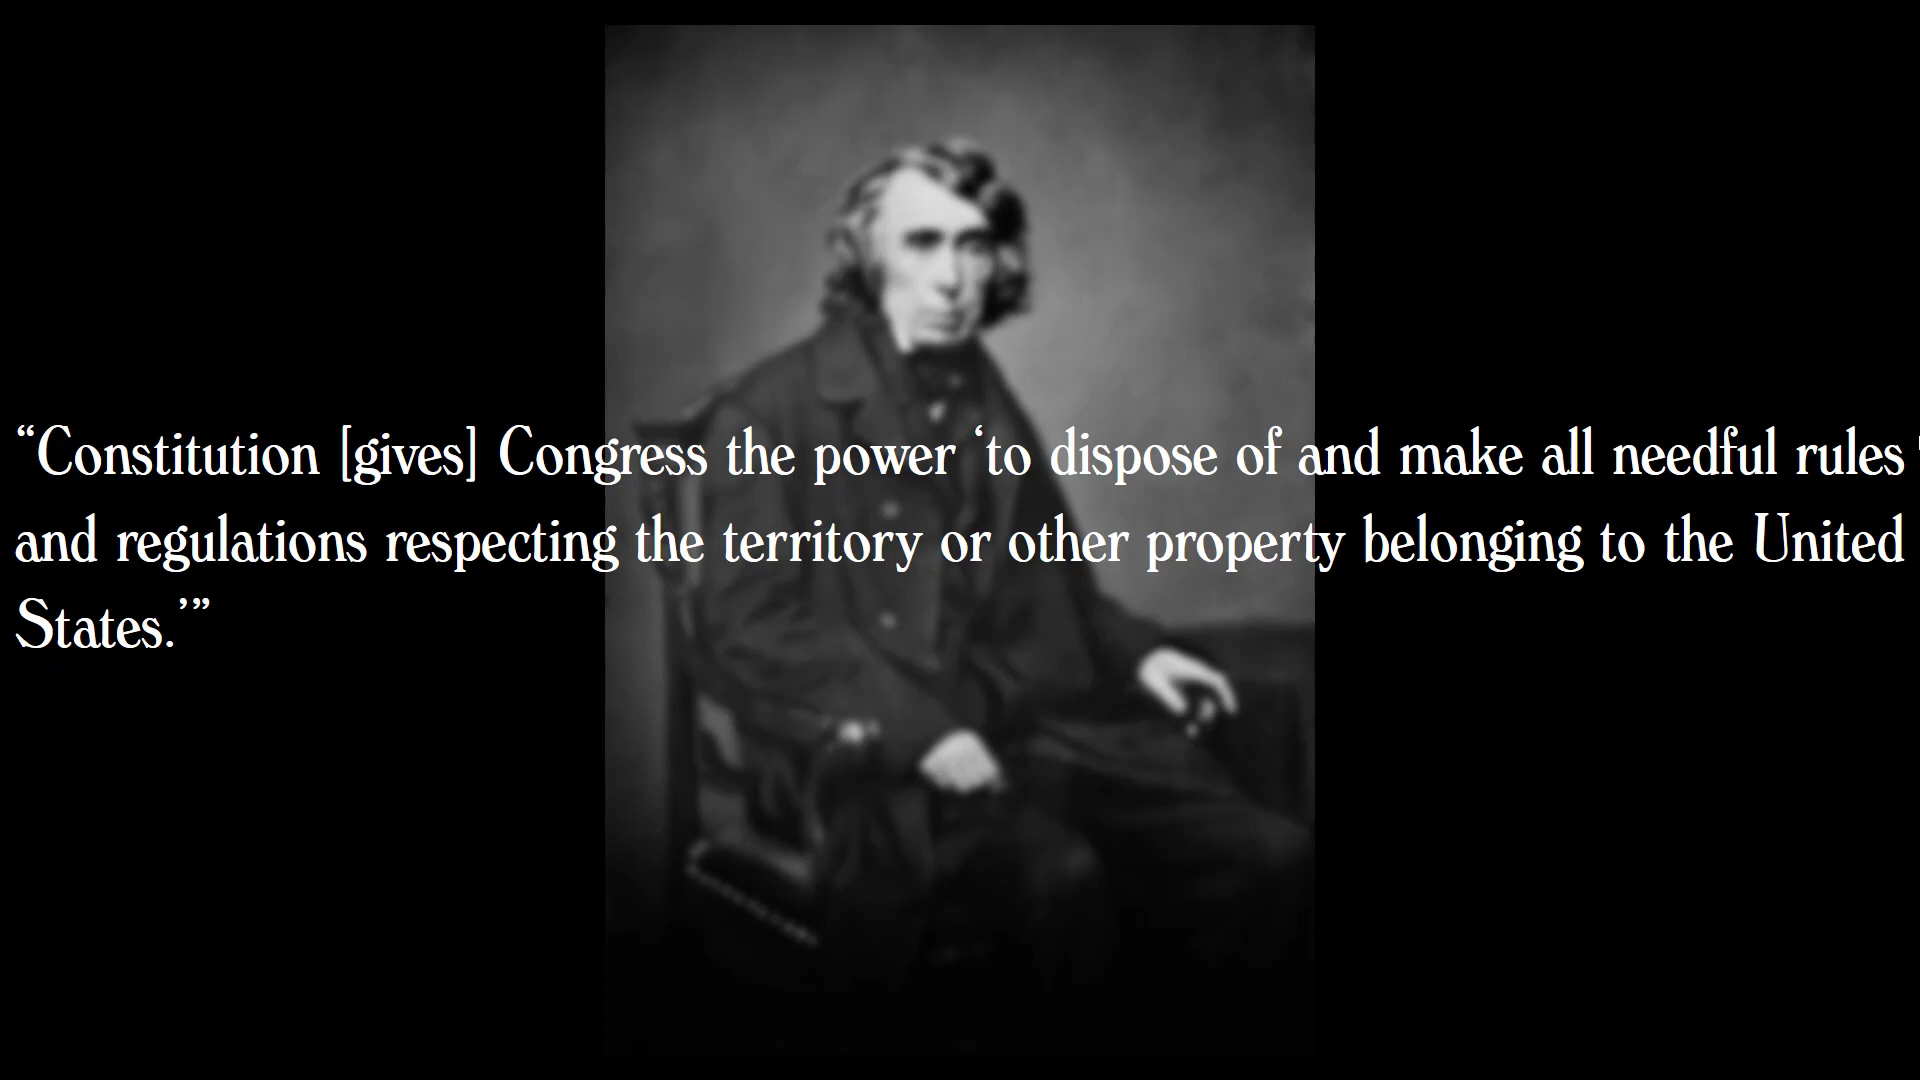 “Constitution [gives] Congress the power ‘to dispose of and make all needful rules
and regulations respecting the territory or other property belonging to the United
States.’”